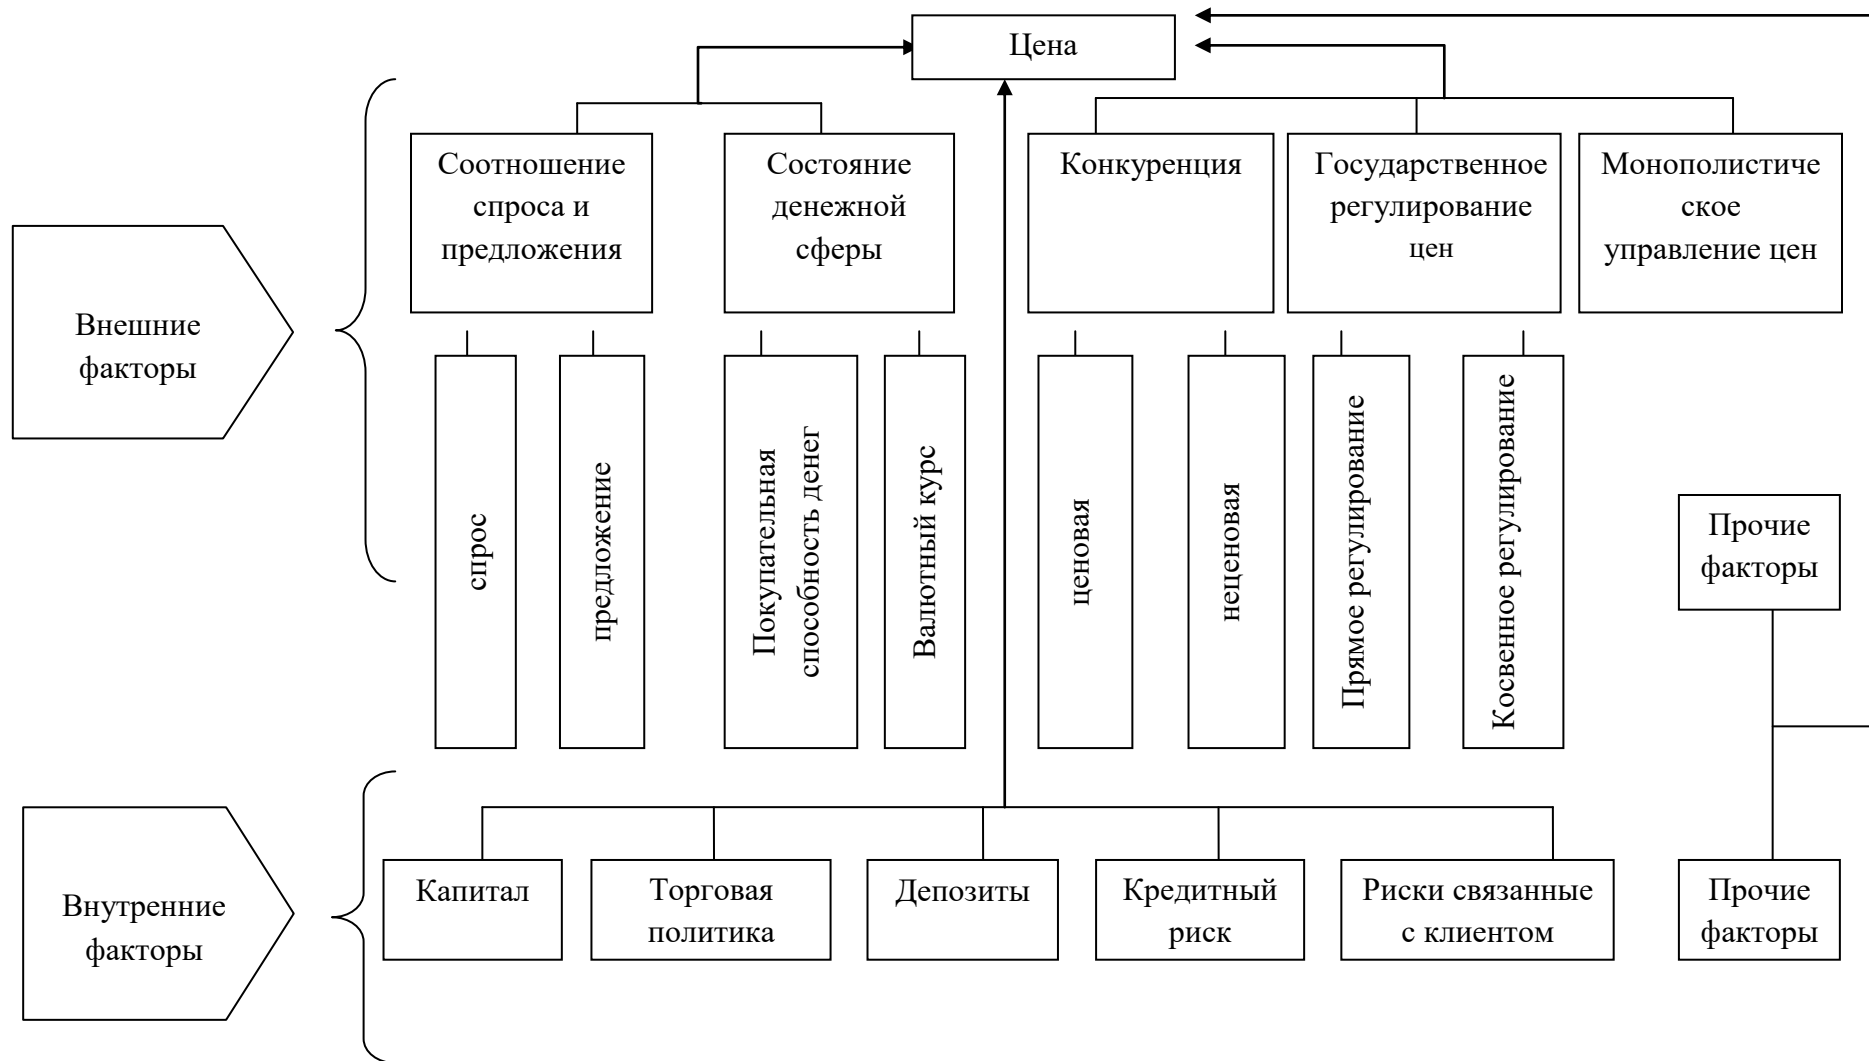 Цена
Соотношение
спроса и
предложения
Состояние
денежной
сферы
Конкуренция
Государственное
регулирование
цен
Монополистиче
ское
управление цен
Внешние
факторы
спрос
предложение
Покупательная
способность денег
Валютный курс
ценовая
неценовая
Прямое регулирование
Косвенное регулирование
Прочие
факторы
Внутренние
факторы
Капитал
Торговая
политика
Депозиты
Кредитный
риск
Риски связанные
с клиентом
Прочие
факторы